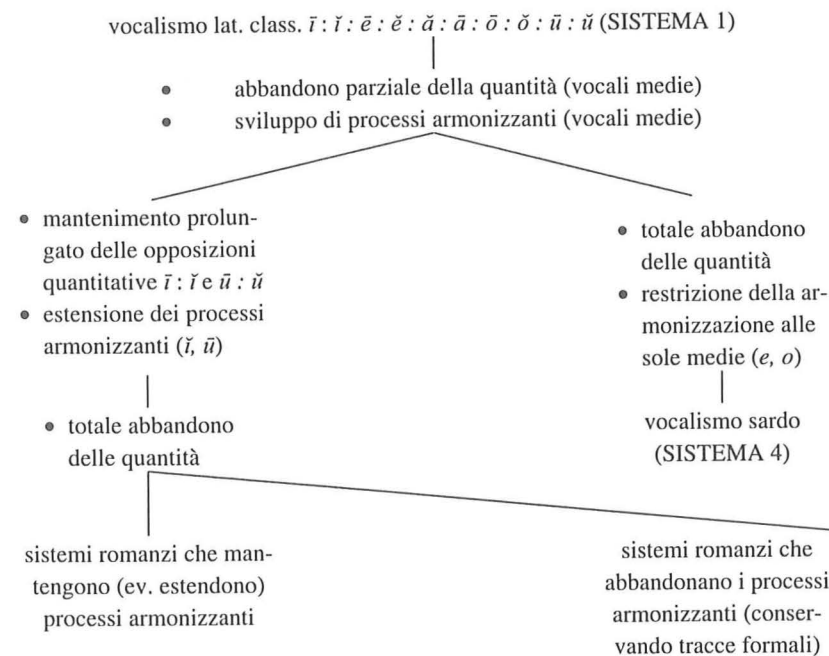 vocalismo lat. class. ī : ĭ : ē : ĕ : ă : ā : ō : ŏ : ū : ŭ (SISTEMA 1)
• abbandono parziale della quantità (vocali medie)
• sviluppo di processi armonizzanti (vocali medie)
• mantenimento prolun-
gato delle opposizioni
quantitative ī : ĭ e ū : ŭ
• estensione dei processi
armonizzanti (ĭ, ū)
• totale abbandono
delle quantità
• totale abbandono
delle quantità
• restrizione della ar-
monizzazione alle
sole medie (e, o)
vocalismo sardo
(SISTEMA 4)
sistemi romanzi che man-
tengono (ev. estendono)
processi armonizzanti
sistemi romanzi che
abbandonano i processi
armonizzanti (conser-
vando tracce formali)